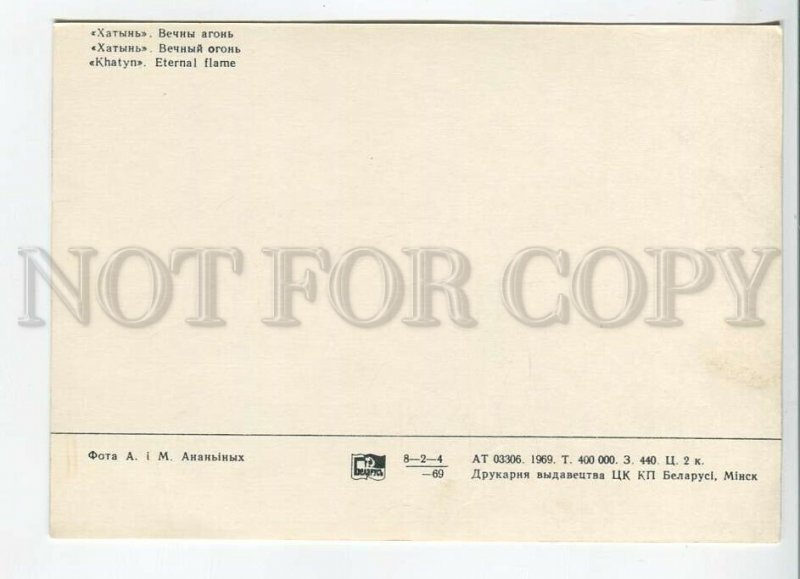 «Хатынь». Вечны агонь
«Хатынь». Вечный огонь
«Khatyn». Eternal flame
NOT FOR COPY
Фота А. і М. Ананьіных
БЕЛАРУСЬ
8—2—4
—69
АТ 03306. 1969. Т. 400 000. З. 440. Ц. 2 к.
Друкарня выдавецтва ЦК КП Беларусі, Мінск